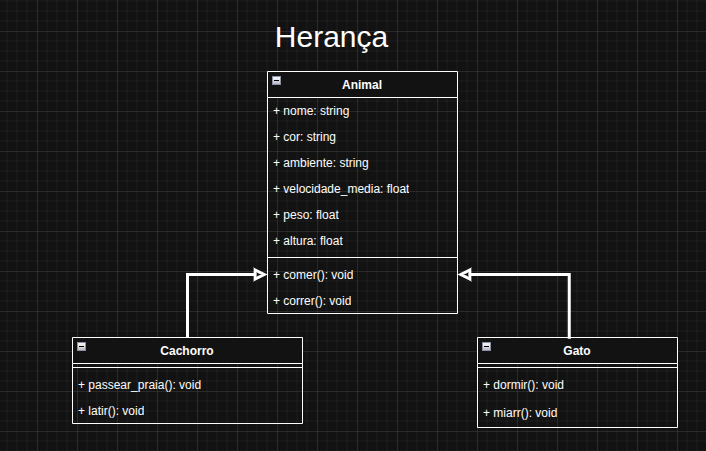 Herança
Animal
+ nome: string
+ cor: string
+ ambiente: string
+ velocidade_media: float
+ peso: float
+ altura: float
+ comer(): void
+ correr(): void
Cachorro
+ passear_praia(): void
+ latir(): void
Gato
+ dormir(): void
+ miarr(): void